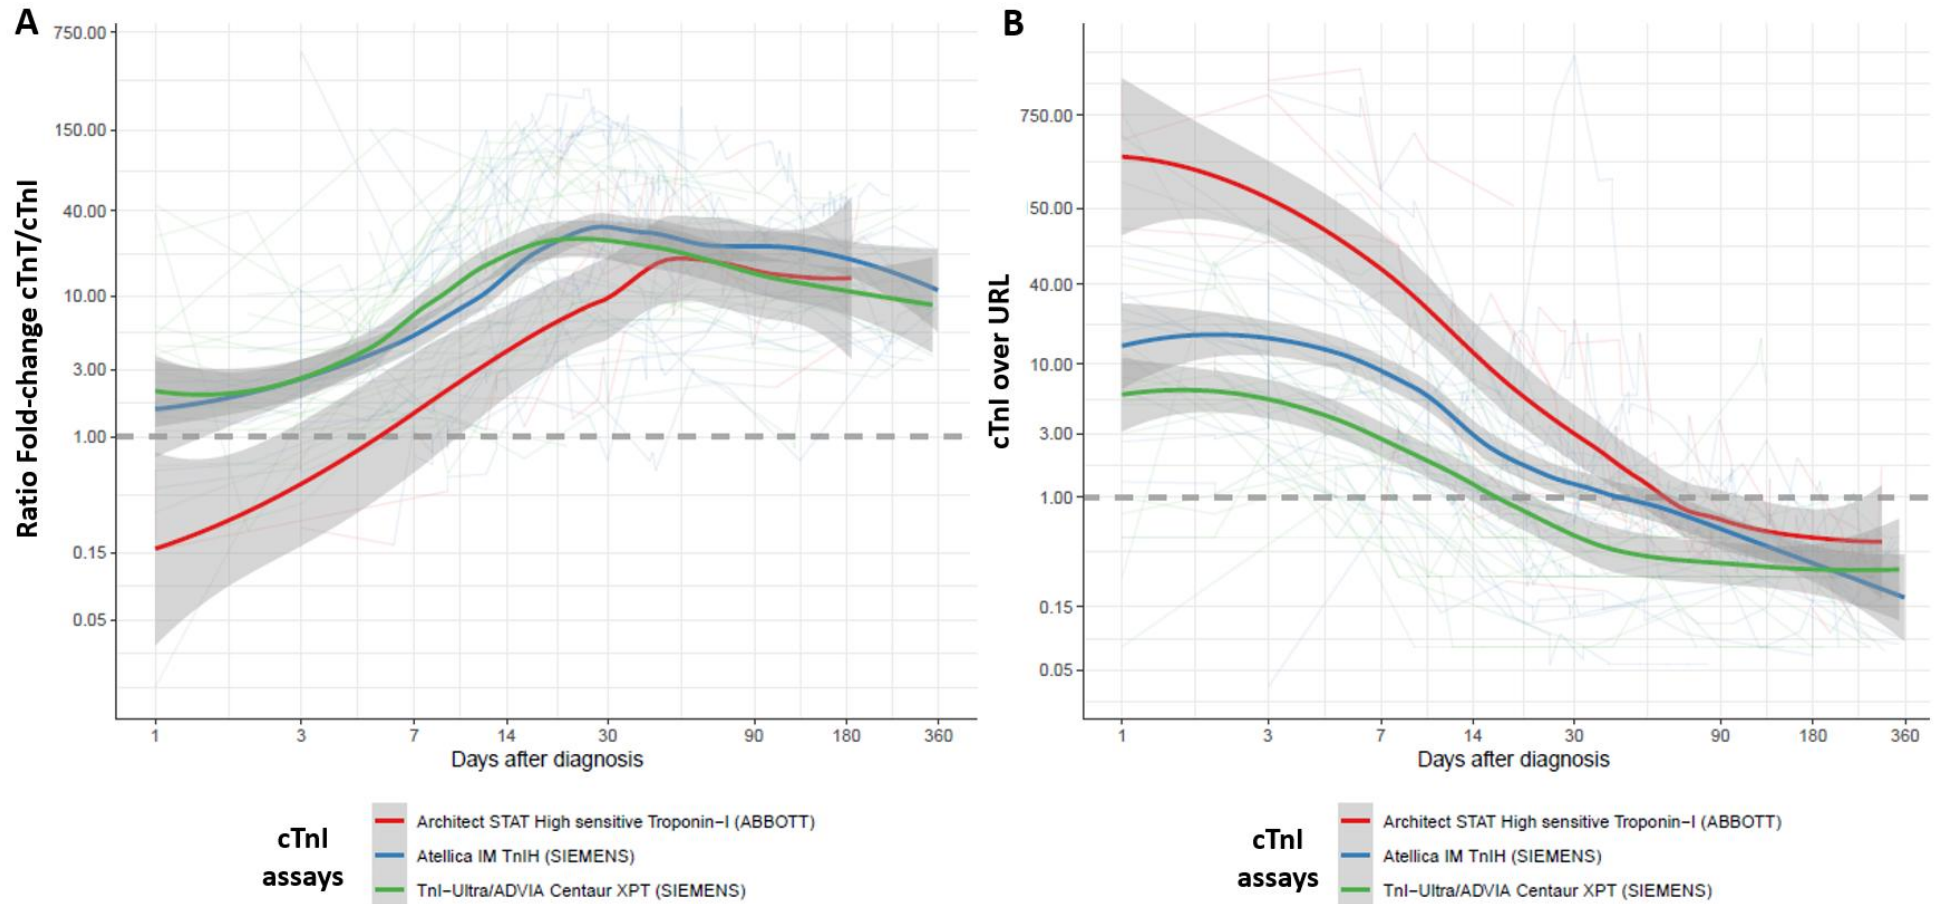 A
750.00
150.00
40.00
10.00
3.00
1.00
0.15
0.05
Ratio Fold-change cTnT/cTnI
1 3 7 14 30 90 180 360
Days after diagnosis
cTnI
assays
Architect STAT High sensitive Troponin−I (ABBOTT)
Atellica IM TnIH (SIEMENS)
TnI−Ultra/ADVIA Centaur XPT (SIEMENS)
B
750.00
50.00
40.00
10.00
3.00
1.00
0.15
0.05
cTnI over URL
1 3 7 14 30 90 180 360
Days after diagnosis
cTnI
assays
Architect STAT High sensitive Troponin−I (ABBOTT)
Atellica IM TnIH (SIEMENS)
TnI−Ultra/ADVIA Centaur XPT (SIEMENS)